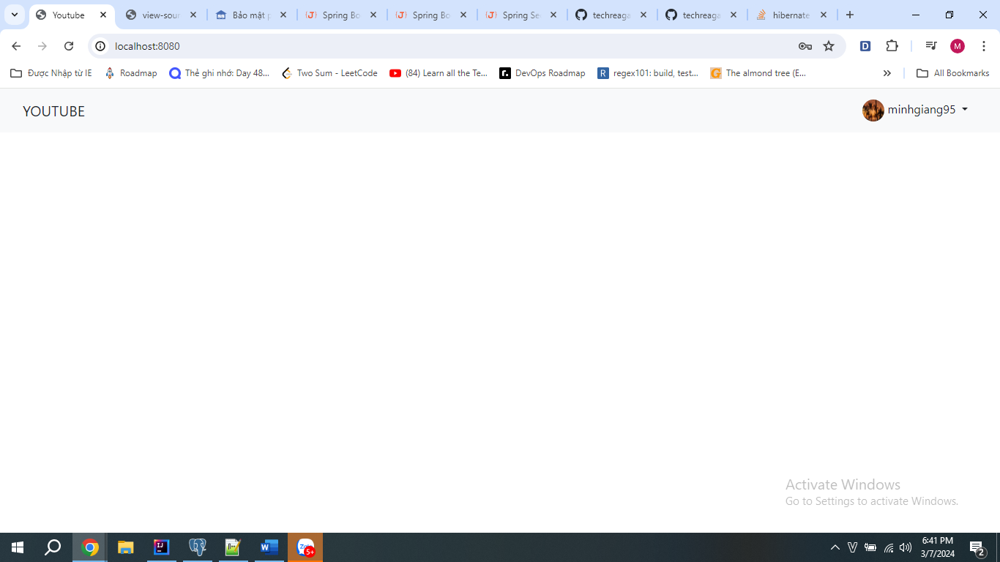 Youtube
view-sour
Bảo mật p
Spring Bo
Spring Bo
Spring Sec
techreaga
techreaga
hibernate
localhost:8080
D
M
Được Nhập từ IE
Roadmap
Thẻ ghi nhớ: Day 48...
Two Sum - LeetCode
(84) Learn all the Te...
DevOps Roadmap
regex101: build, test...
The almond tree (E...
All Bookmarks
YOUTUBE
minhgiang95
Activate Windows
Go to Settings to activate Windows.
5+
6:41 PM
3/7/2024
2